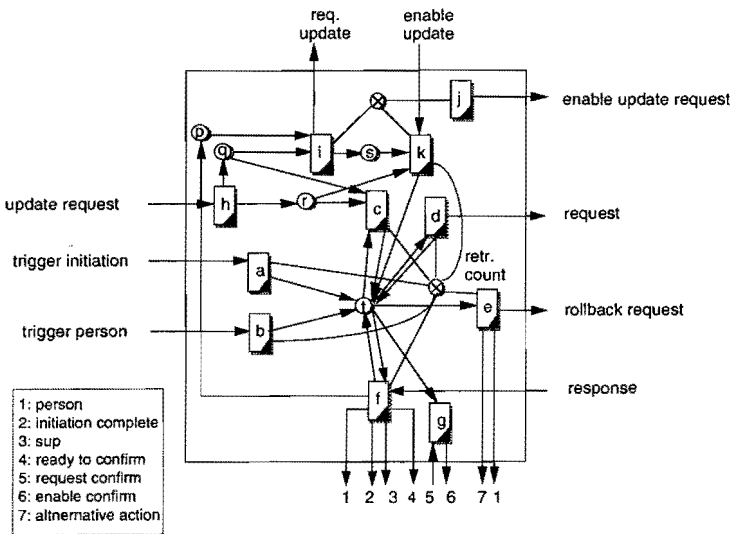 req.
update
enable
update
j
enable update request
p
q
i
s
k
update request
h
r
c
d
request
trigger initiation
a
retr.
count
t
e
rollback request
trigger person
b
f
response
g
1: person
2: initiation complete
3: sup
4: ready to confirm
5: request confirm
6: enable confirm
7: altnernative action
1 2 3 4 5 6 7 1